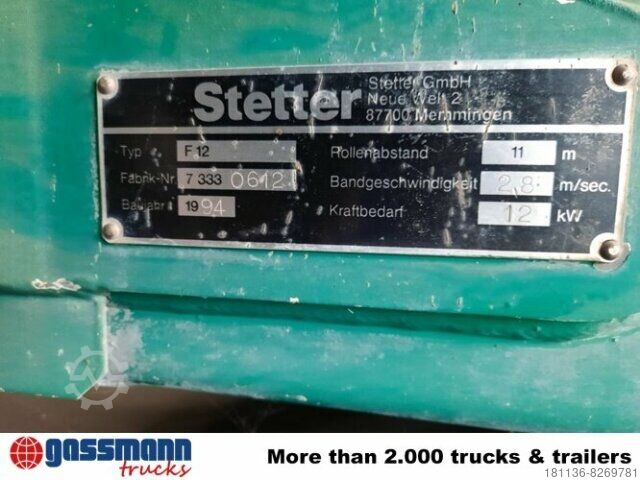 Stetter
Stetter GmbH
Neue Welt 2
87700 Memmingen
Typ F 12
Fabrik-Nr. 7 333 0612
Baujahr 1994
Rollenabstand 11 m
Bandgeschwindigkeit 2,8 m/sec.
Kraftbedarf 12 kW
gassmann
trucks
More than 2.000 trucks & trailers
181136-8269781